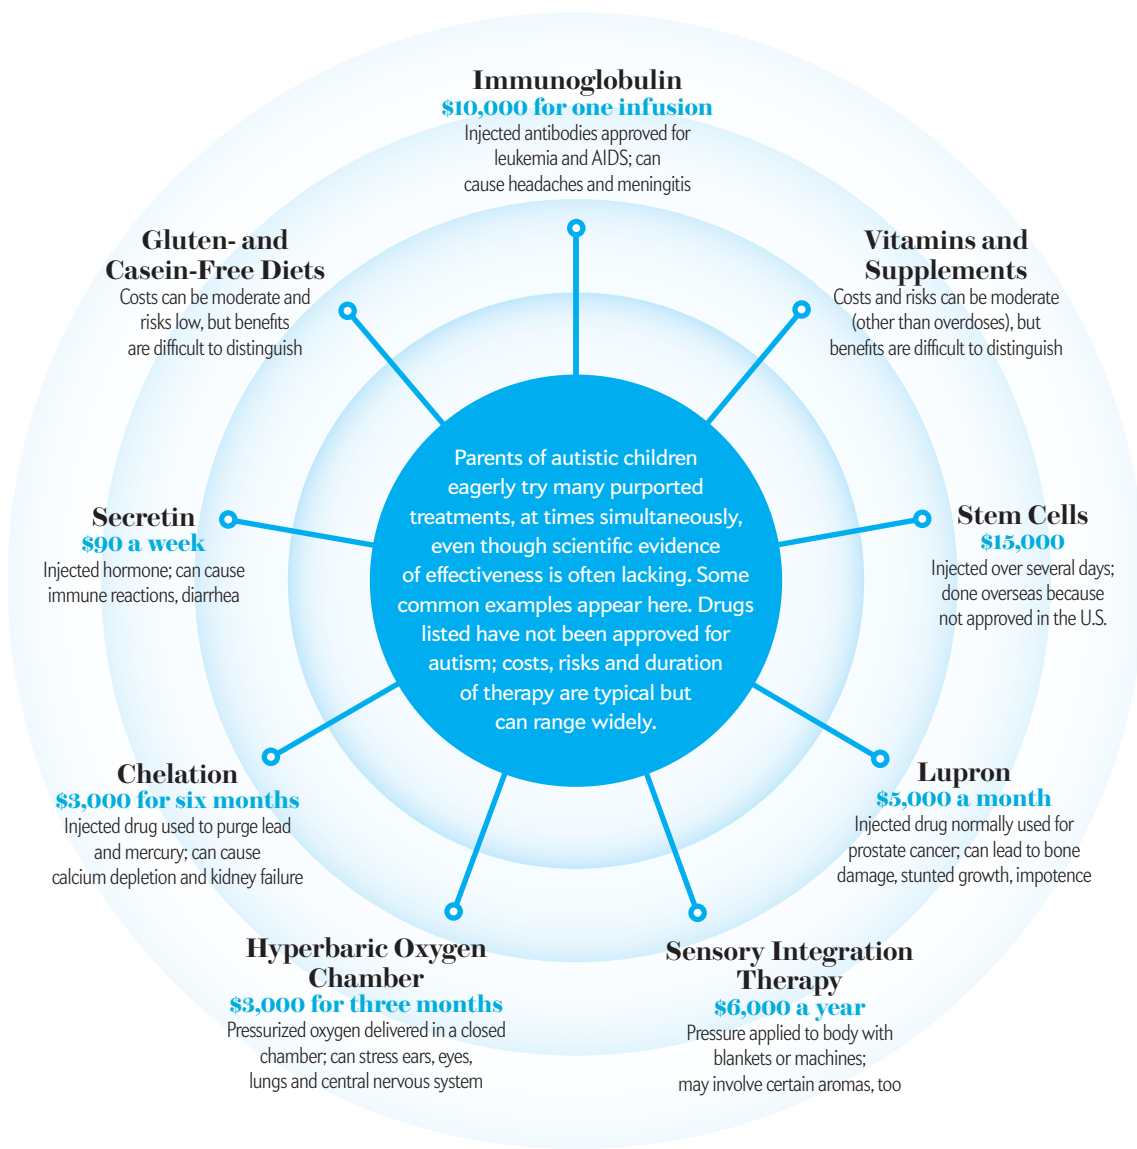 Immunoglobulin
$10,000 for one infusion
Injected antibodies approved for
leukemia and AIDS; can
cause headaches and meningitis
Gluten- and
Casein-Free Diets
Costs can be moderate and
risks low, but benefits
are difficult to distinguish
Vitamins and
Supplements
Costs and risks can be moderate
(other than overdoses), but
benefits are difficult to distinguish
Parents of autistic children
eagerly try many purported
treatments, at times simultaneously,
even though scientific evidence
of effectiveness is often lacking. Some
common examples appear here. Drugs
listed have not been approved for
autism; costs, risks and duration
of therapy are typical but
can range widely.
Secretin
$90 a week
Injected hormone; can cause
immune reactions, diarrhea
Stem Cells
$15,000
Injected over several days;
done overseas because
not approved in the U.S.
Chelation
$3,000 for six months
Injected drug used to purge lead
and mercury; can cause
calcium depletion and kidney failure
Lupron
$5,000 a month
Injected drug normally used for
prostate cancer; can lead to bone
damage, stunted growth, impotence
Hyperbaric Oxygen
Chamber
$3,000 for three months
Pressurized oxygen delivered in a closed
chamber; can stress ears, eyes,
lungs and central nervous system
Sensory Integration
Therapy
$6,000 a year
Pressure applied to body with
blankets or machines;
may involve certain aromas, too